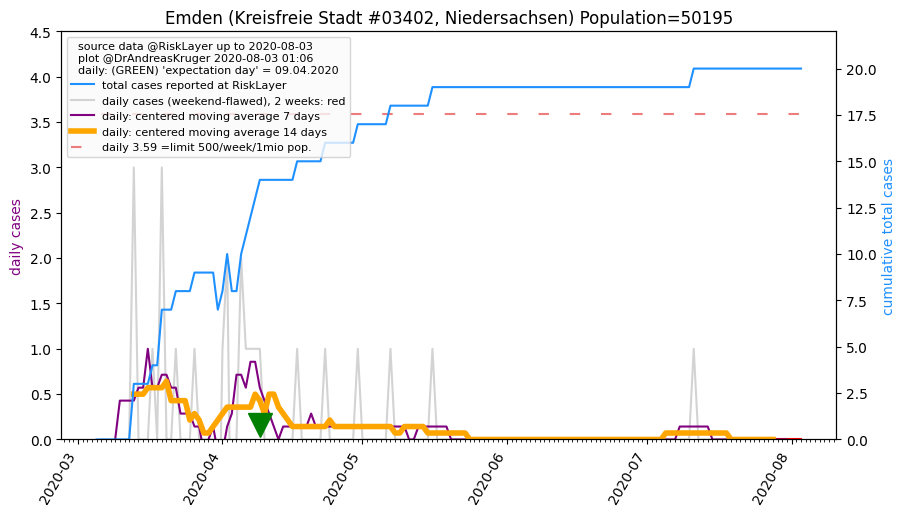 Emden (Kreisfreie Stadt #03402, Niedersachsen) Population=50195
source data @RiskLayer up to 2020-08-03
plot @DrAndreasKruger 2020-08-03 01:06
daily: (GREEN) 'expectation day' = 09.04.2020
total cases reported at RiskLayer
daily cases (weekend-flawed), 2 weeks: red
daily: centered moving average 7 days
daily: centered moving average 14 days
daily 3.59 =limit 500/week/1mio pop.
daily cases
4.5
4.0
3.5
3.0
2.5
2.0
1.5
1.0
0.5
0.0
20.0
17.5
15.0
12.5
10.0
7.5
5.0
2.5
0.0
cumulative total cases
2020-03
2020-04
2020-05
2020-06
2020-07
2020-08